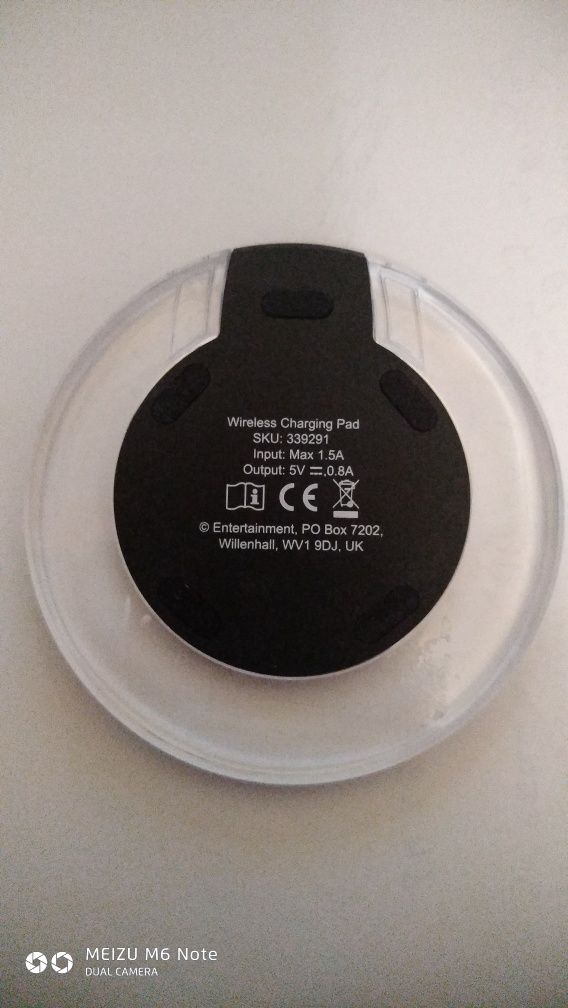 Wireless Charging Pad
SKU: 339291
Input: Max 1.5A
Output: 5V ⎓,0.8A
CE
© Entertainment, PO Box 7202,
Willenhall, WV1 9DJ, UK
MEIZU M6 Note
DUAL CAMERA